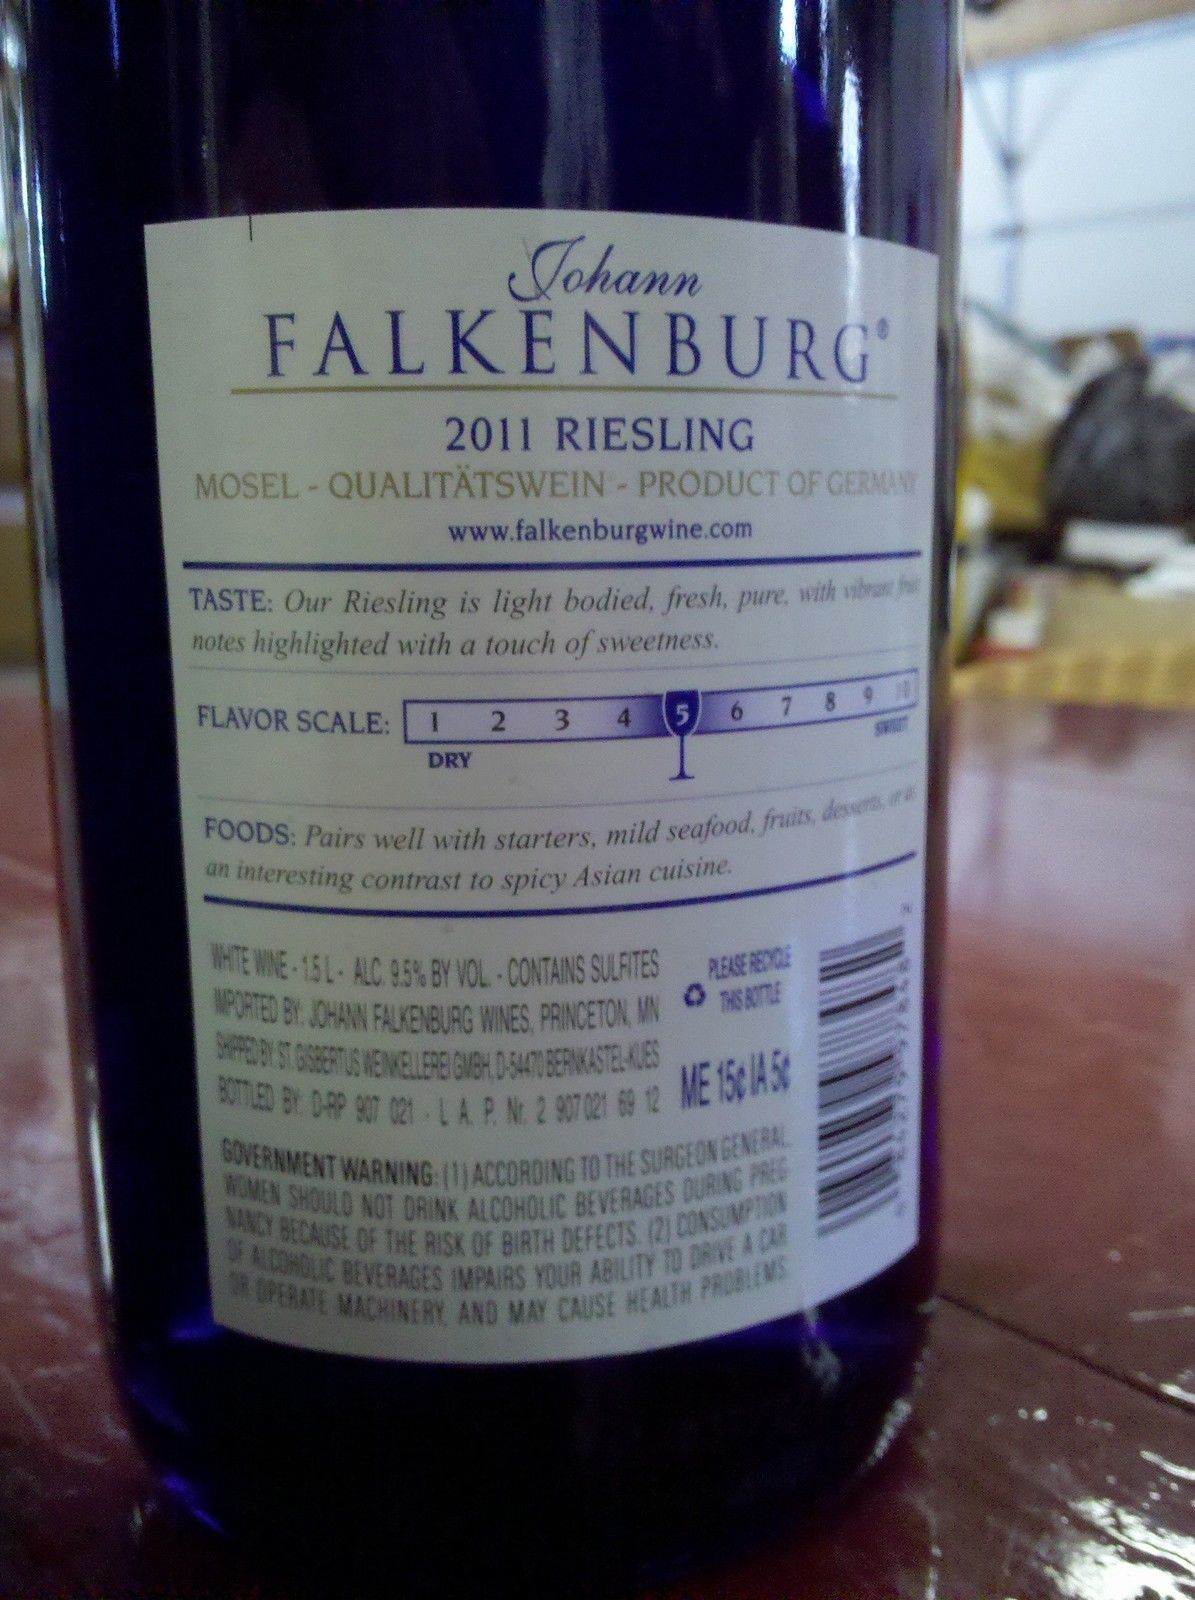 Johann
FALKENBURG®
2011 RIESLING
MOSEL - QUALITÄTSWEIN - PRODUCT OF GERMANY
www.falkenburgwine.com
TASTE: Our Riesling is light bodied, fresh, pure, with vibrant fruit
notes highlighted with a touch of sweetness.
FLAVOR SCALE: 1 2 3 4 5 6 7 8 9 10
DRY SWEET
FOODS: Pairs well with starters, mild seafood, fruits, desserts, or as
an interesting contrast to spicy Asian cuisine.
WHITE WINE - 1.5 L - ALC. 9.5% BY VOL. - CONTAINS SULFITES
IMPORTED BY: JOHANN FALKENBURG WINES, PRINCETON, MN
SHIPPED BY: ST. GISBERTUS WEINKELLEREI GMBH, D-54470 BERNKASTEL-KUES
BOTTLED BY: D-RP 907 021 - L A. P. Nr. 2 907 021 69 12
PLEASE RECYCLE
THIS BOTTLE
ME 15¢ IA 5¢
GOVERNMENT WARNING: (1) ACCORDING TO THE SURGEON GENERAL,
WOMEN SHOULD NOT DRINK ALCOHOLIC BEVERAGES DURING PREG-
NANCY BECAUSE OF THE RISK OF BIRTH DEFECTS. (2) CONSUMPTION
OF ALCOHOLIC BEVERAGES IMPAIRS YOUR ABILITY TO DRIVE A CAR
OR OPERATE MACHINERY, AND MAY CAUSE HEALTH PROBLEMS.